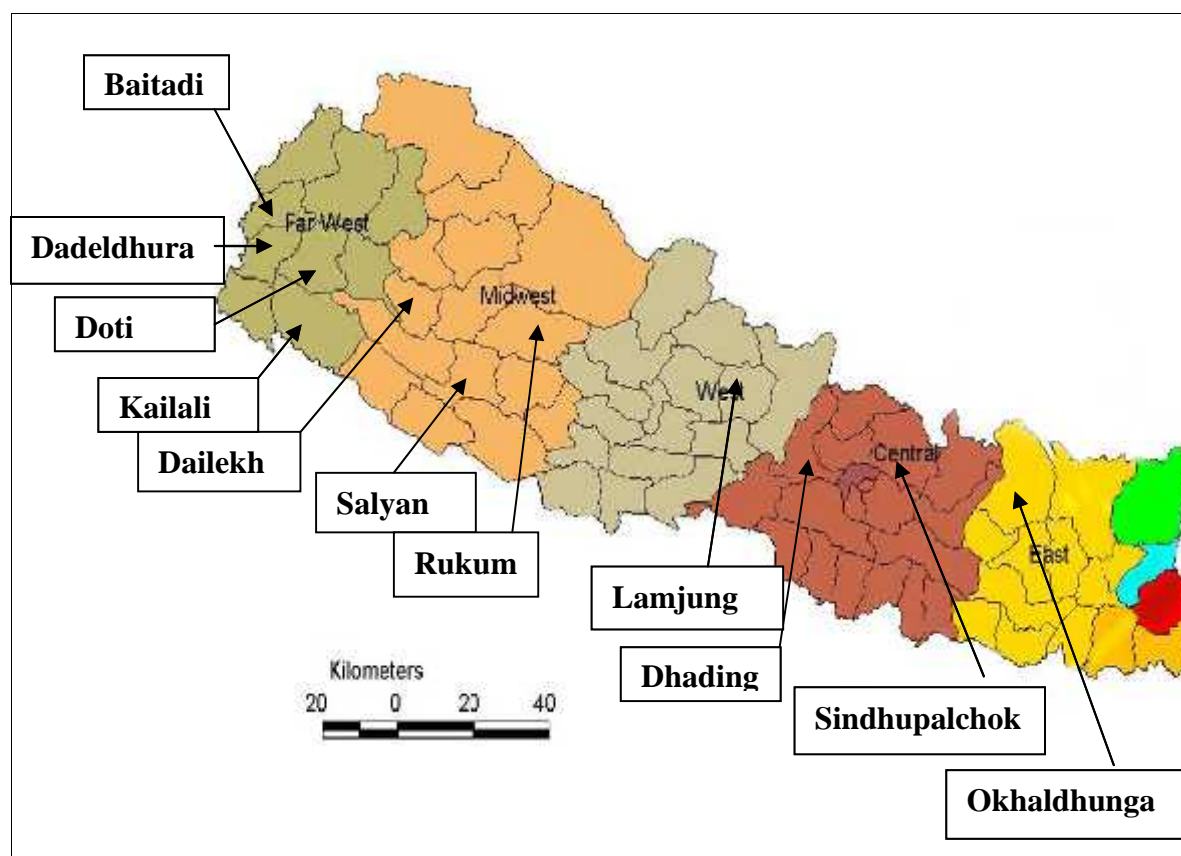 Baitadi
Far West
Dadeldhura
Midwest
Doti
West
Kailali
Dailekh
Central
Salyan
Rukum
East
Lamjung
Dhading
Kilometers
20 0 20 40
Sindhupalchok
Okhaldhunga